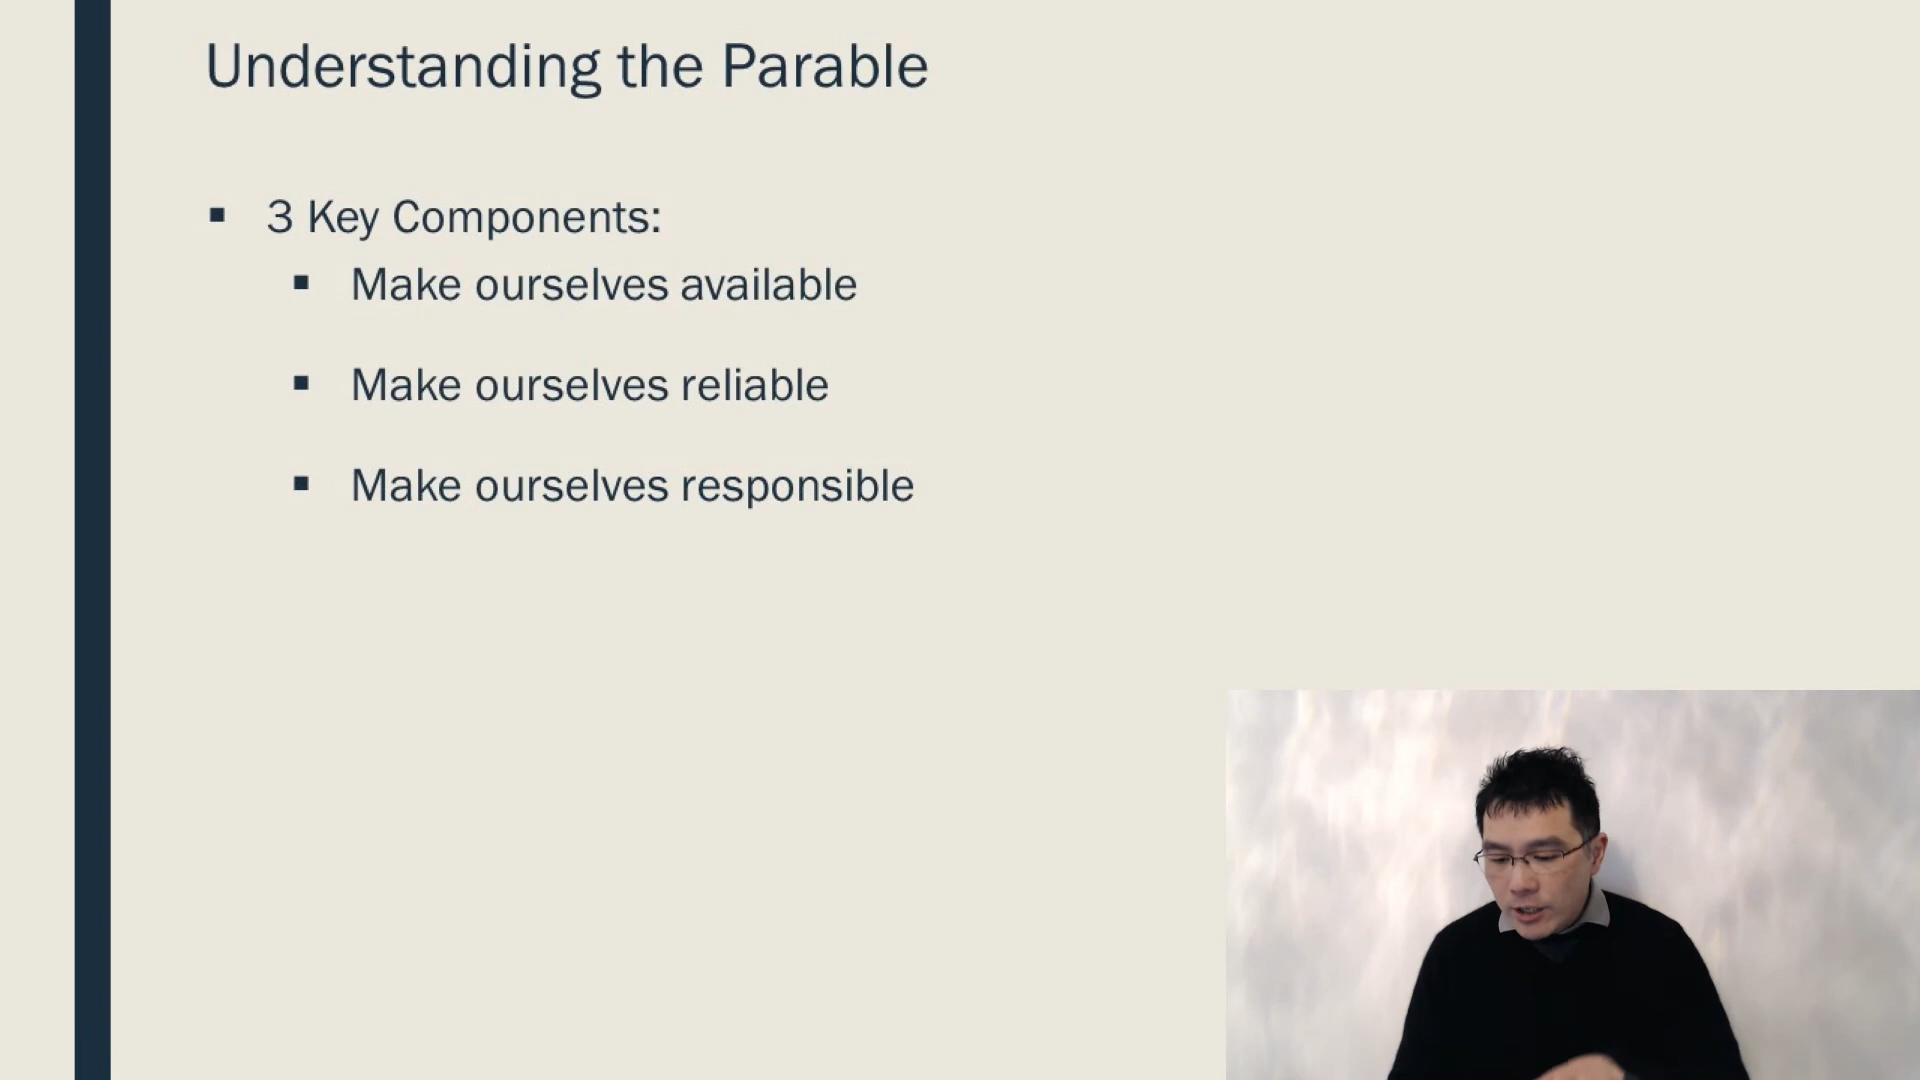 Understanding the Parable
▪ 3 Key Components:
▪ Make ourselves available
▪ Make ourselves reliable
▪ Make ourselves responsible